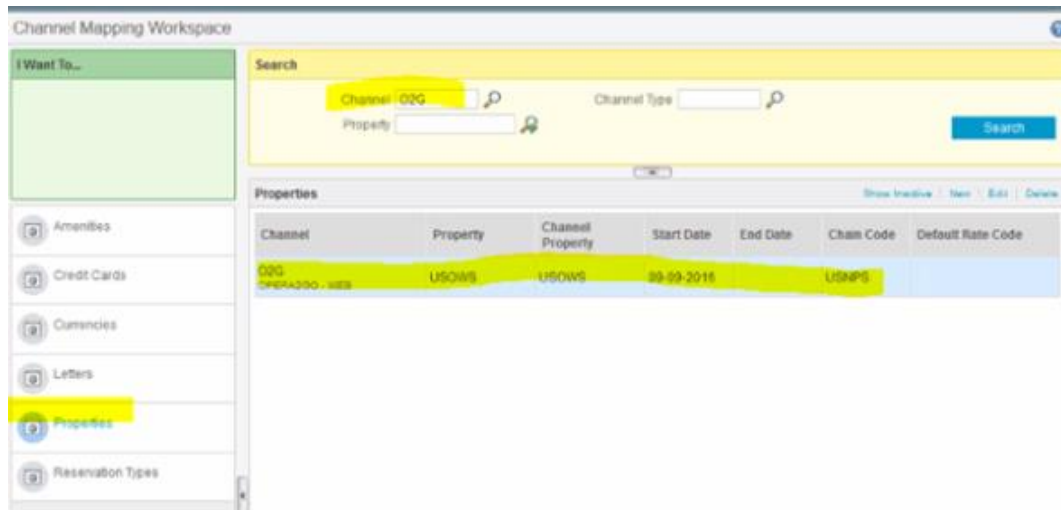 Channel Mapping Workspace
I Want To...
Search
Channel O2G
Channel Type
Property
Search
Properties
Show Inactive New Edit Delete
Amenities
Credit Cards
Currencies
Letters
Properties
Reservation Types
Channel Property Channel Property Start Date End Date Chain Code Default Rate Code
O2G USOWS USOWS 09-09-2016 USNPS
OPERA2GO - WEB